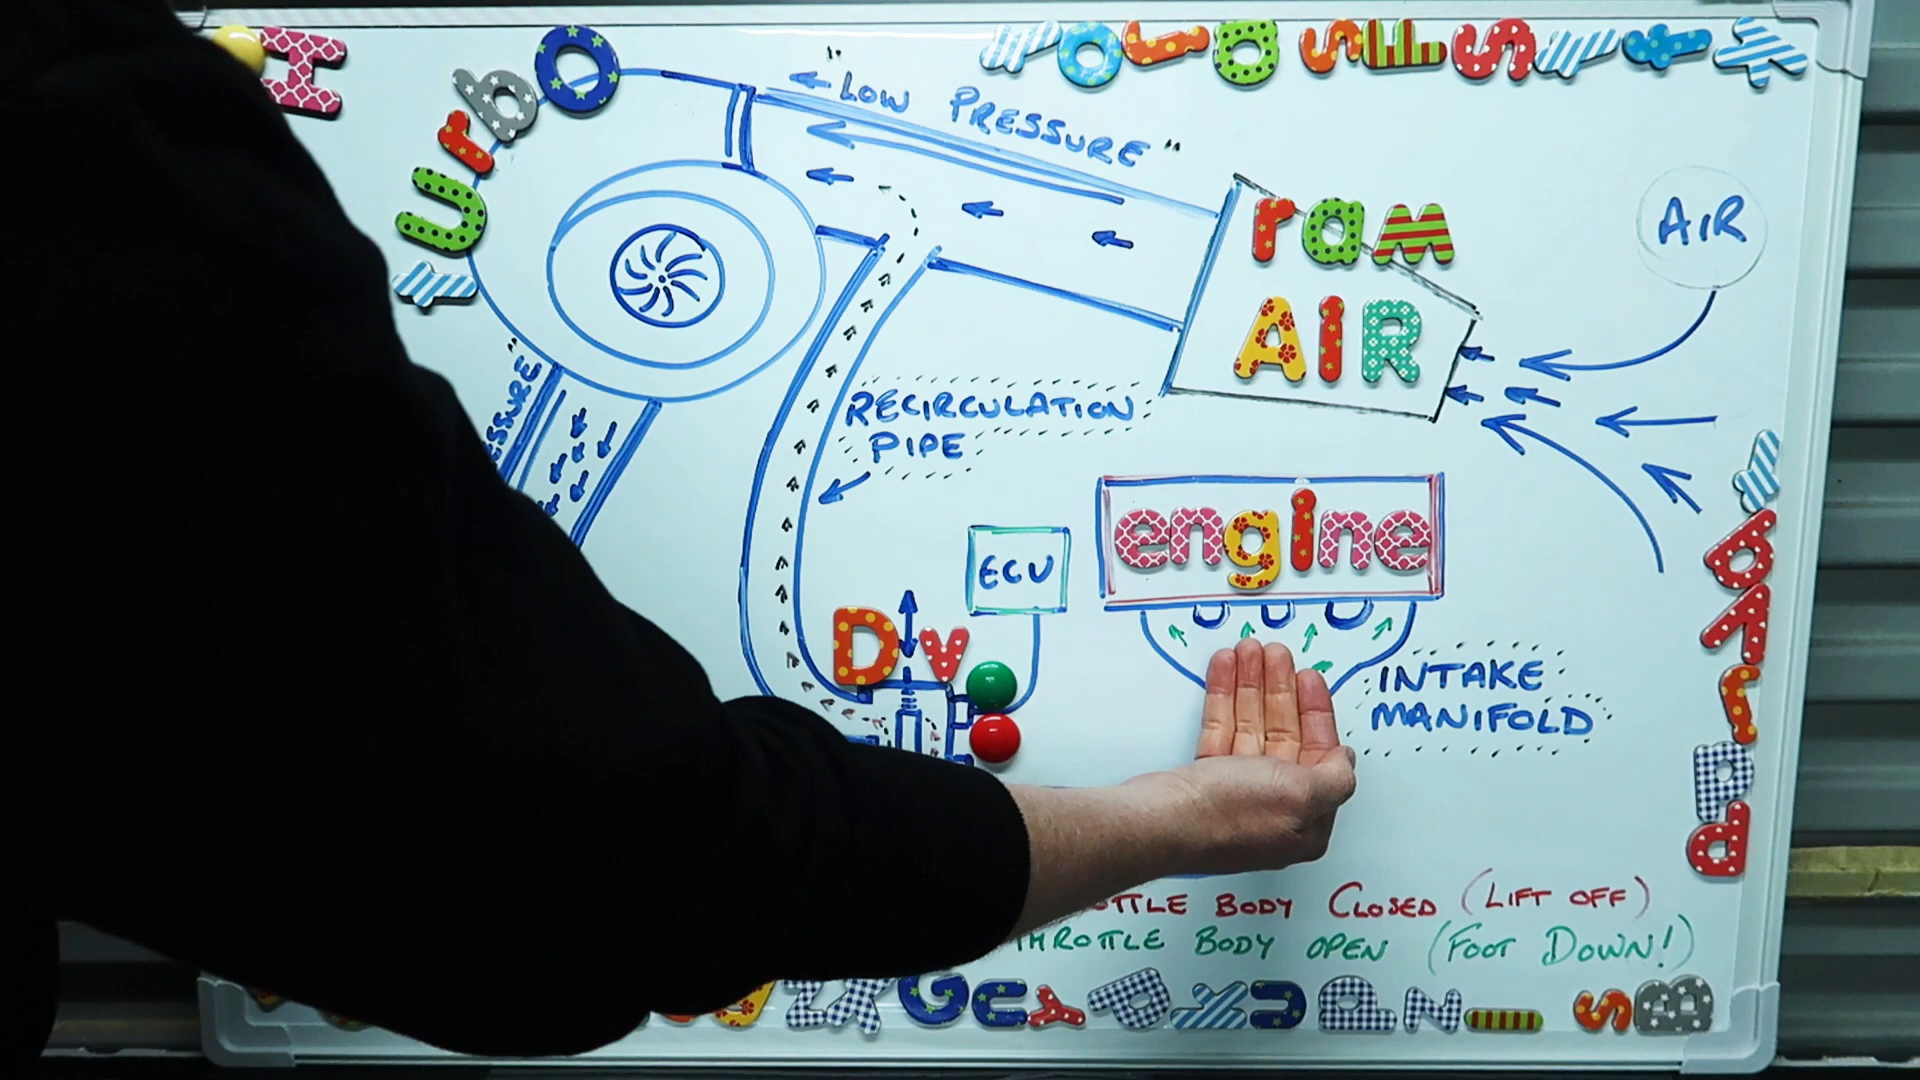 turbo
"LOW PRESSURE"
ram
AIR
AIR
RECIRCULATION
PIPE
engine
ECU
DV
INTAKE
MANIFOLD
BODY CLOSED (LIFT OFF)
THROTTLE BODY OPEN (FOOT DOWN!)